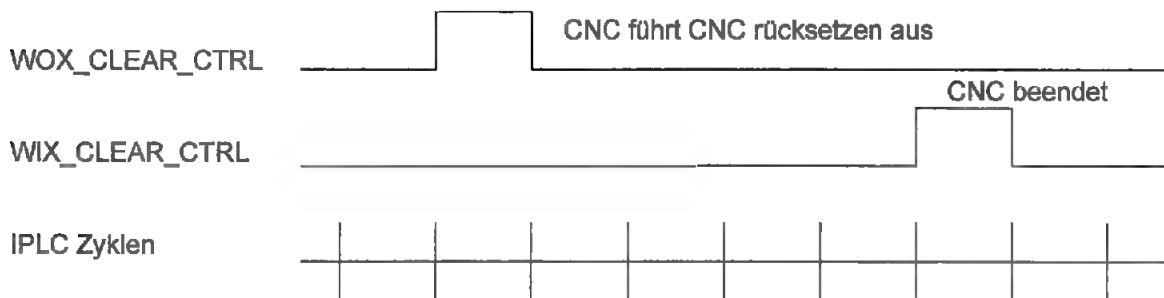 CNC führt CNC rücksetzen aus
WOX_CLEAR_CTRL
CNC beendet
WIX_CLEAR_CTRL
IPLC Zyklen